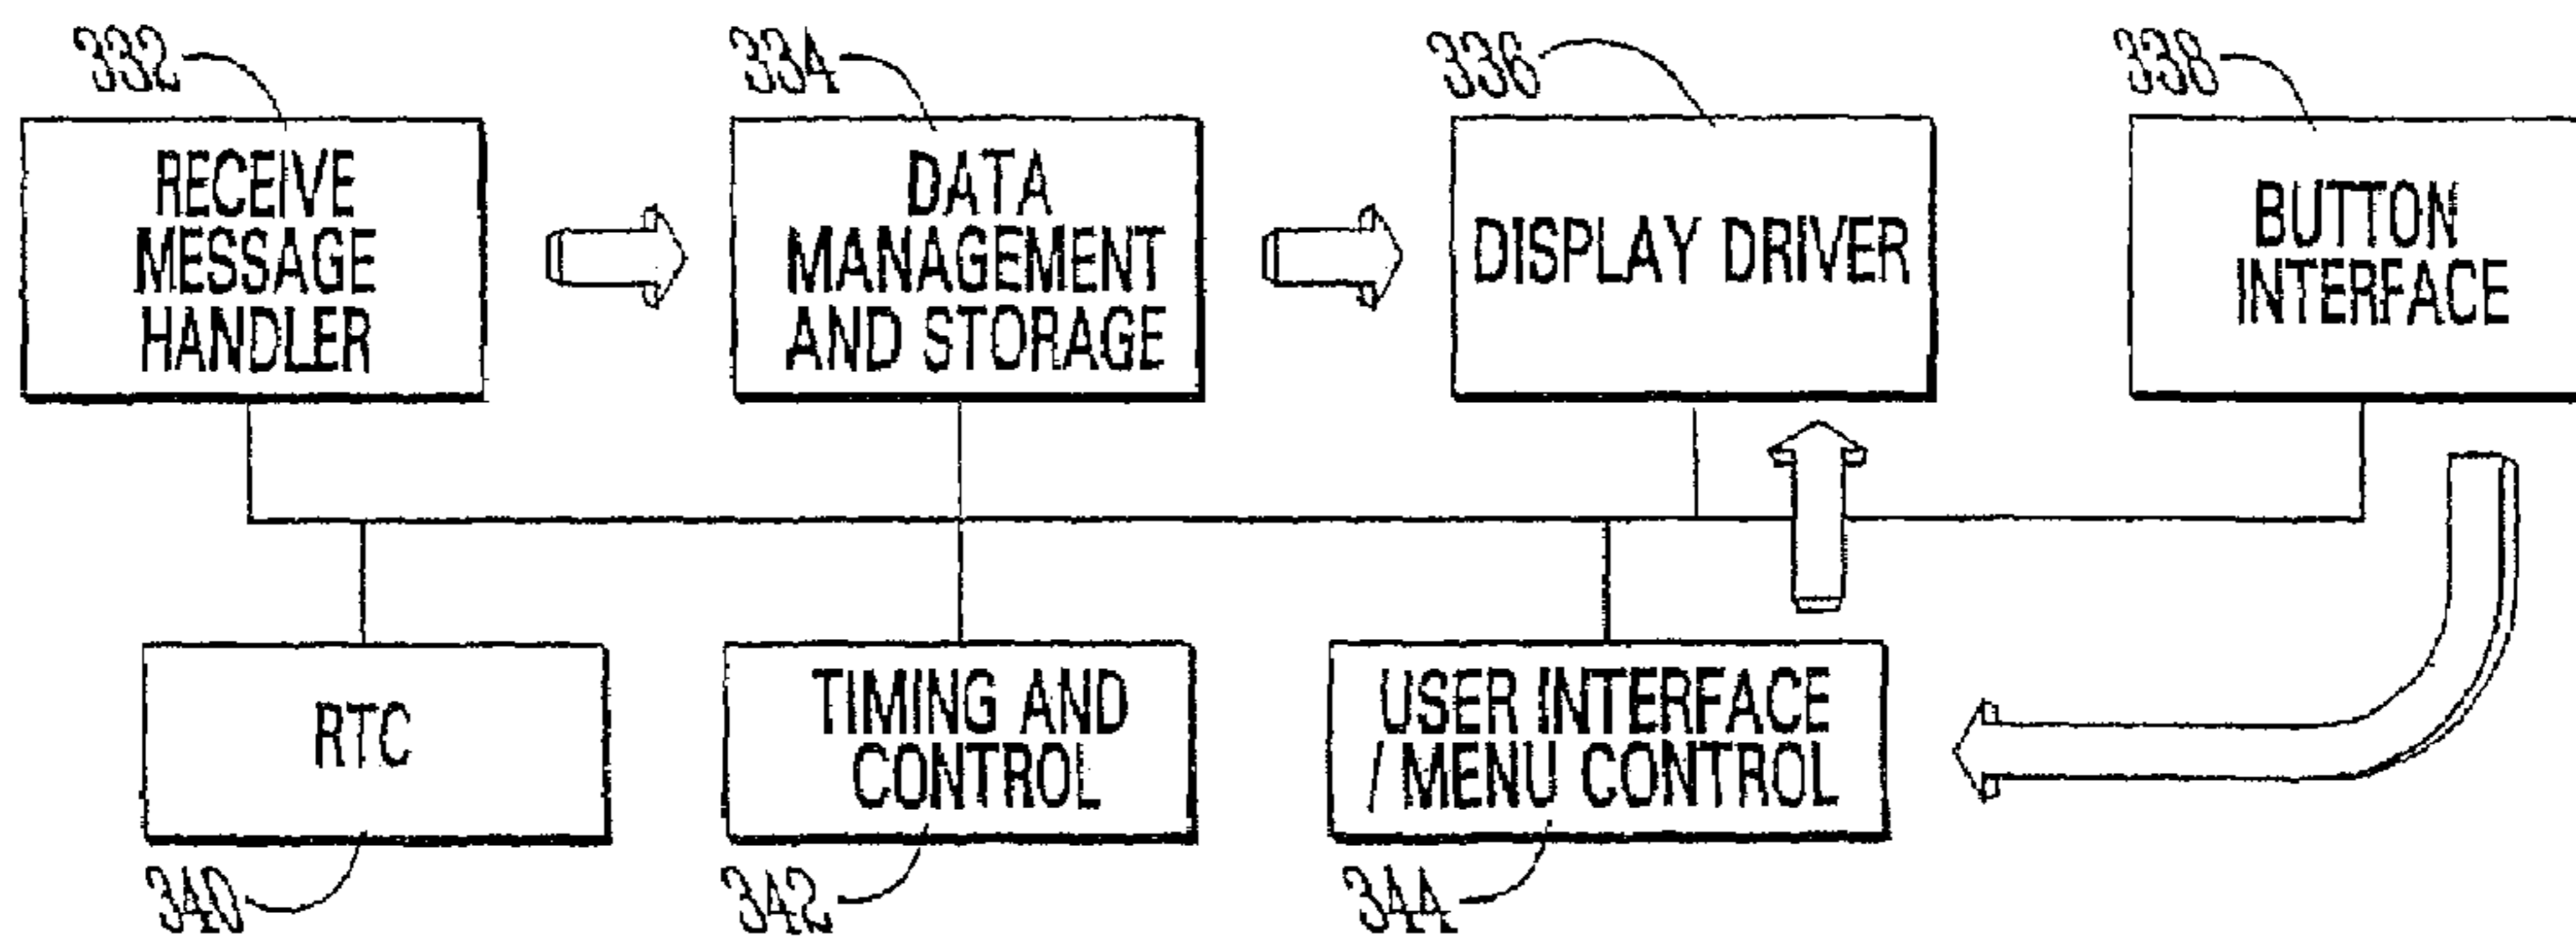 332
334
336
338
RECEIVE
MESSAGE
HANDLER
DATA
MANAGEMENT
AND STORAGE
DISPLAY DRIVER
BUTTON
INTERFACE
RTC
TIMING AND
CONTROL
USER INTERFACE
/ MENU CONTROL
340
342
344